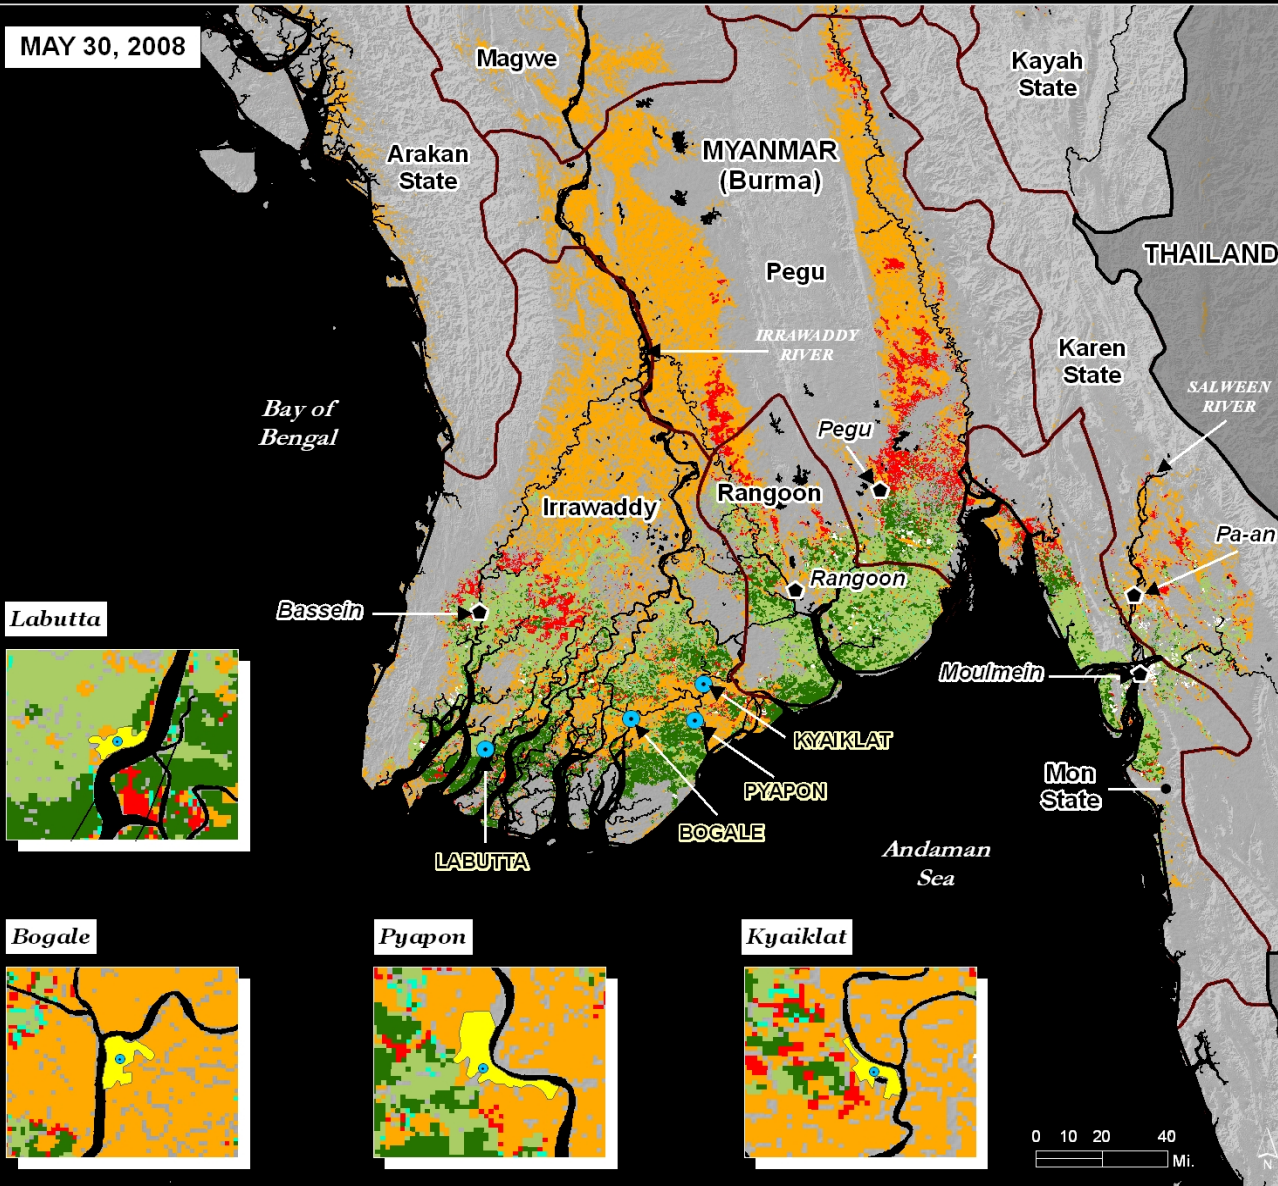 MAY 30, 2008
Magwe
Kayah
State
Arakan
State
MYANMAR
(Burma)
THAILAND
Pegu
IRRAWADDY
RIVER
Karen
State
SALWEEN
RIVER
Bay of
Bengal
Pegu
Rangoon
Irrawaddy
Pa-an
Rangoon
Bassein
Labutta
Moulmein
KYAIKLAT
PYAPON
Mon
State
BOGALE
LABUTTA
Andaman
Sea
Bogale
Pyapon
Kyaiklat
0 10 20 40
Mi.
N